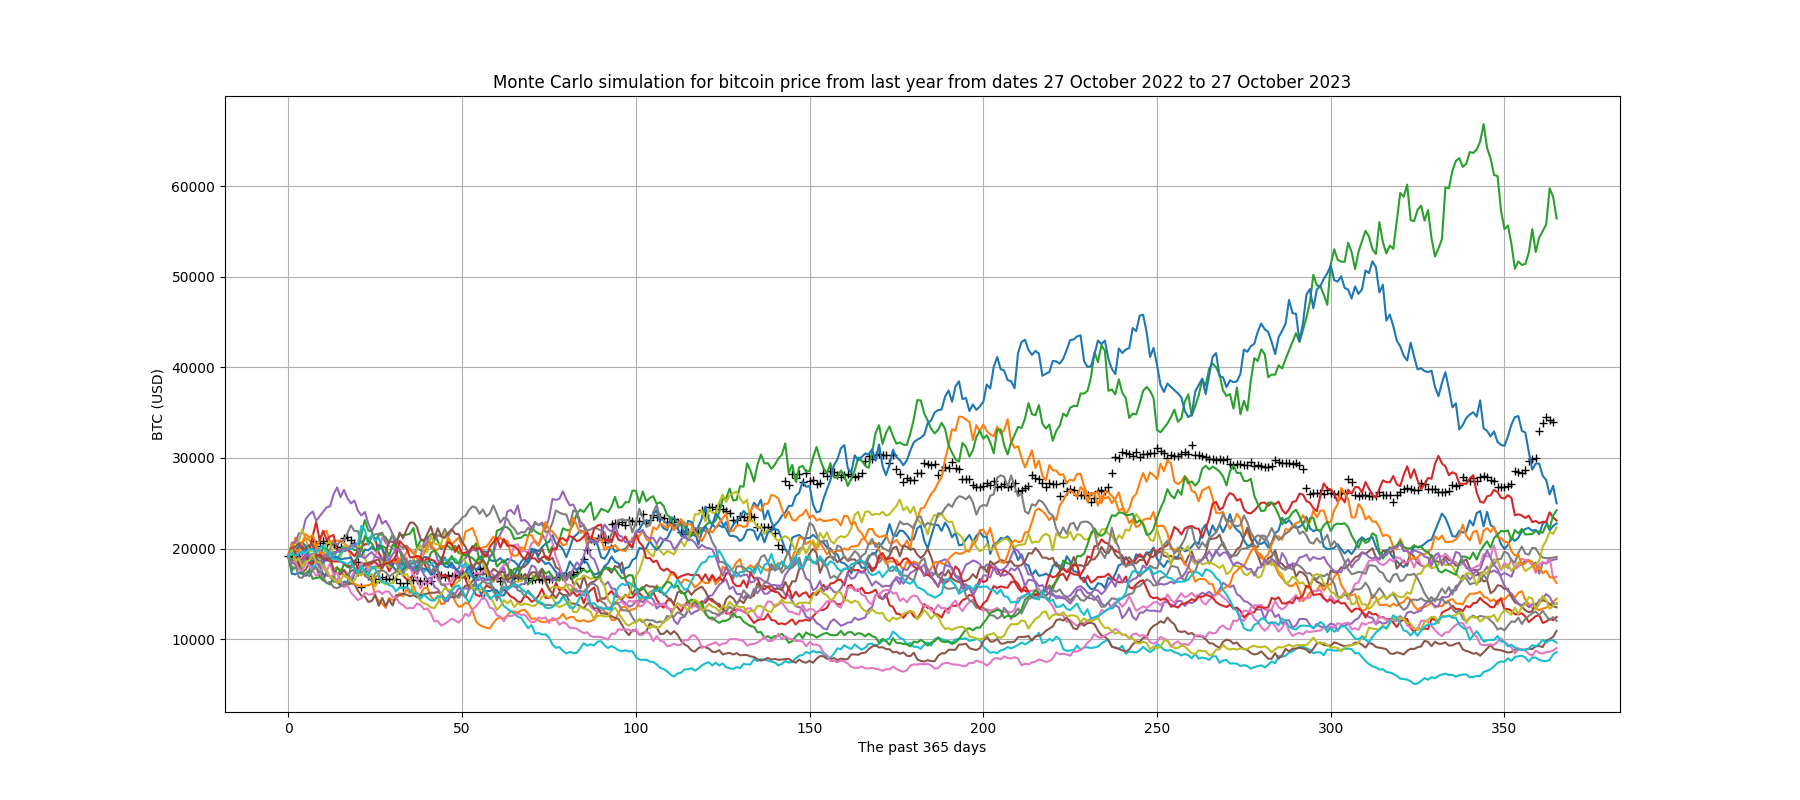 Monte Carlo simulation for bitcoin price from last year from dates 27 October 2022 to 27 October 2023
60000
50000
40000
30000
20000
10000
BTC (USD)
0 50 100 150 200 250 300 350
The past 365 days